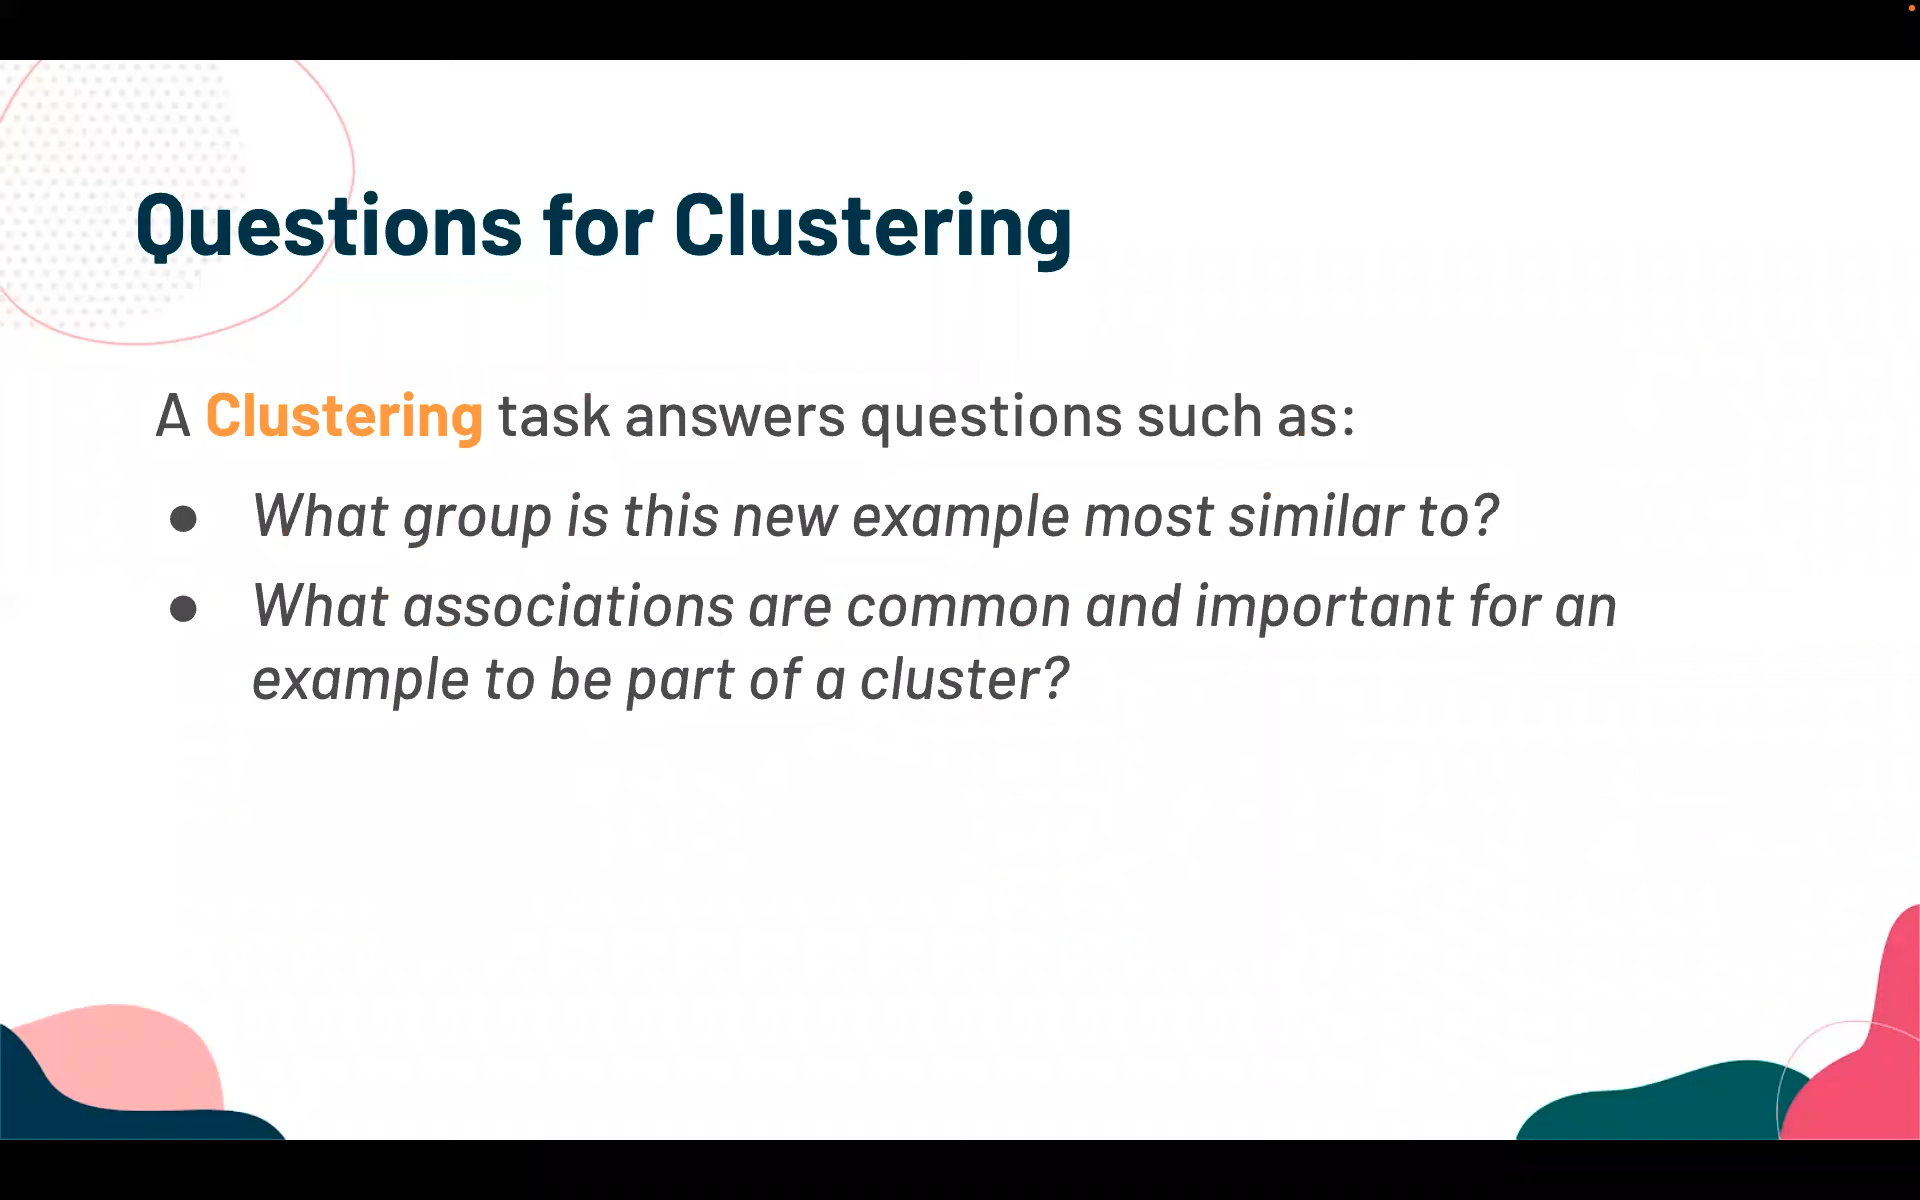 Questions for Clustering
A Clustering task answers questions such as:
● What group is this new example most similar to?
● What associations are common and important for an
example to be part of a cluster?